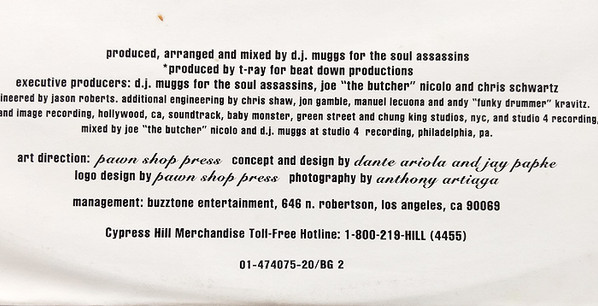 produced, arranged and mixed by d.j. muggs for the soul assassins
*produced by t-ray for beat down productions
executive producers: d.j. muggs for the soul assassins, joe "the butcher" nicolo and chris schwartz
ineered by jason roberts. additional engineering by chris shaw, jon gamble, manuel lecuona and andy "funky drummer" kravitz.
and image recording, hollywood, ca, soundtrack, baby monster, green street and chung king studios, nyc, and studio 4 recording,
mixed by joe "the butcher" nicolo and d.j. muggs at studio 4 recording, philadelphia, pa.
art direction: pawn shop press concept and design by dante ariola and jay papke
logo design by pawn shop press photography by anthony artiaga
management: buzztone entertainment, 646 n. robertson, los angeles, ca 90069
Cypress Hill Merchandise Toll-Free Hotline: 1-800-219-HILL (4455)
01-474075-20/BG 2